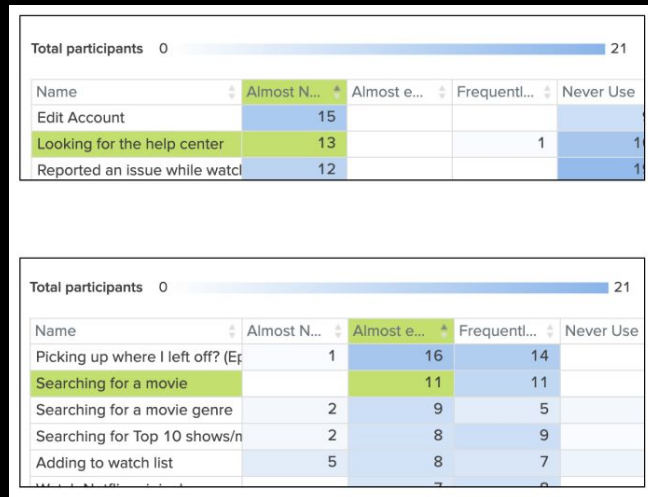 Total participants 0 21
Name Almost N... Almost e... Frequentl... Never Use
Edit Account 15
Looking for the help center 13 1
Reported an issue while 12
Total participants 0 21
Name Almost N... Almost e... Frequentl... Never Use
Picking up where I left off? 1 16 14
Searching for a movie 11 11
Searching for a movie genre 2 9 5
Searching for Top 10 2 8 9
Adding to watch list 5 8 7